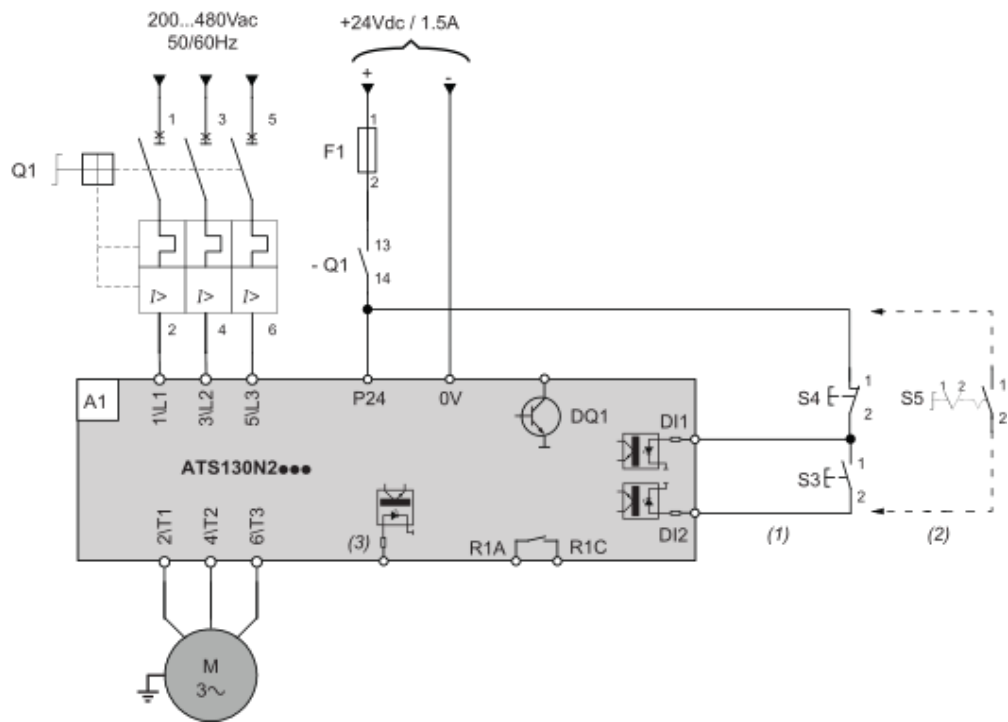 200...480Vac
50/60Hz
+24Vdc / 1.5A
+
-
1
3
5
1
F1
2
Q1
13
- Q1
14
I>
I>
I>
2
4
6
A1
1\L1
3\L2
5\L3
P24
0V
DQ1
DI1
S4
1
2
S5
1
2
1
2
ATS130N2●●●
S3
1
2
2\T1
4\T2
6\T3
(3)
R1A
R1C
DI2
(1)
(2)
M
3~